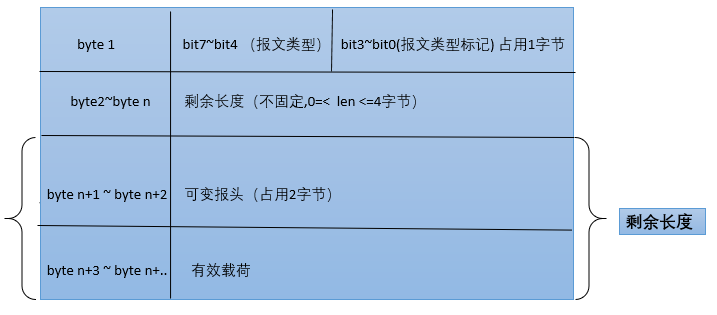 byte 1 bit7~bit4 （报文类型） bit3~bit0(报文类型标记) 占用1字节
byte2~byte n 剩余长度（不固定,0=< len <=4字节）
byte n+1 ~ byte n+2 可变报头（占用2字节）
剩余长度
byte n+3 ~ byte n+.. 有效载荷